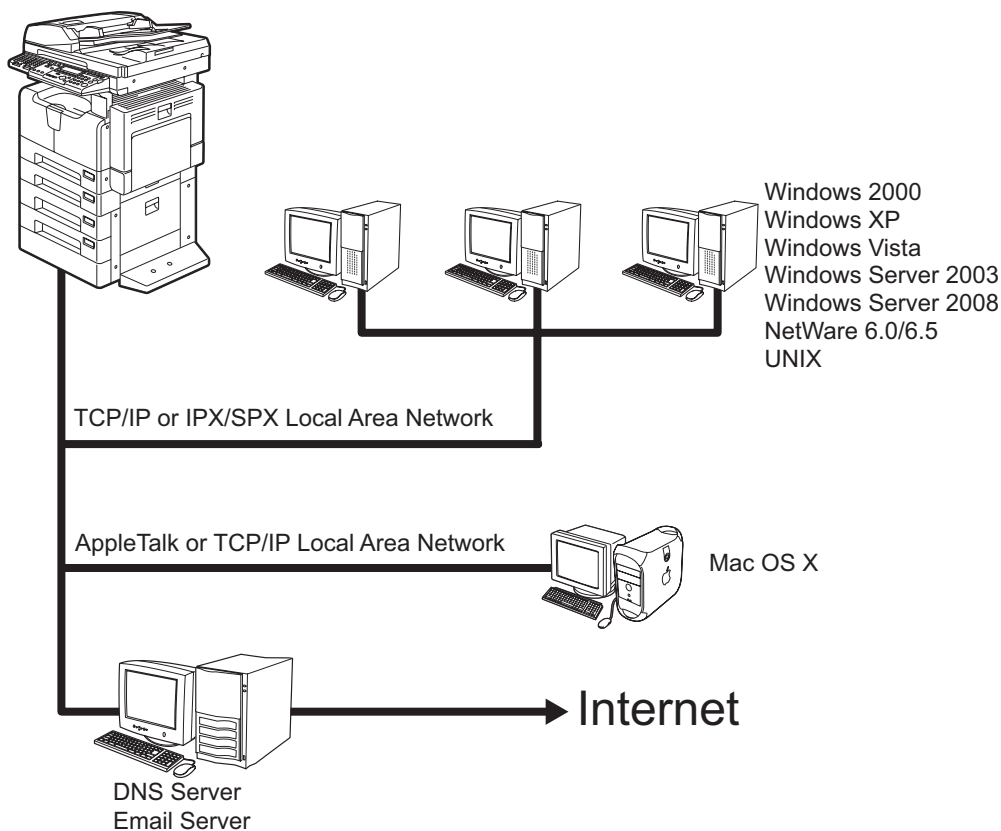 Windows 2000
Windows XP
Windows Vista
Windows Server 2003
Windows Server 2008
NetWare 6.0/6.5
UNIX
TCP/IP or IPX/SPX Local Area Network
AppleTalk or TCP/IP Local Area Network
Mac OS X
Internet
DNS Server
Email Server